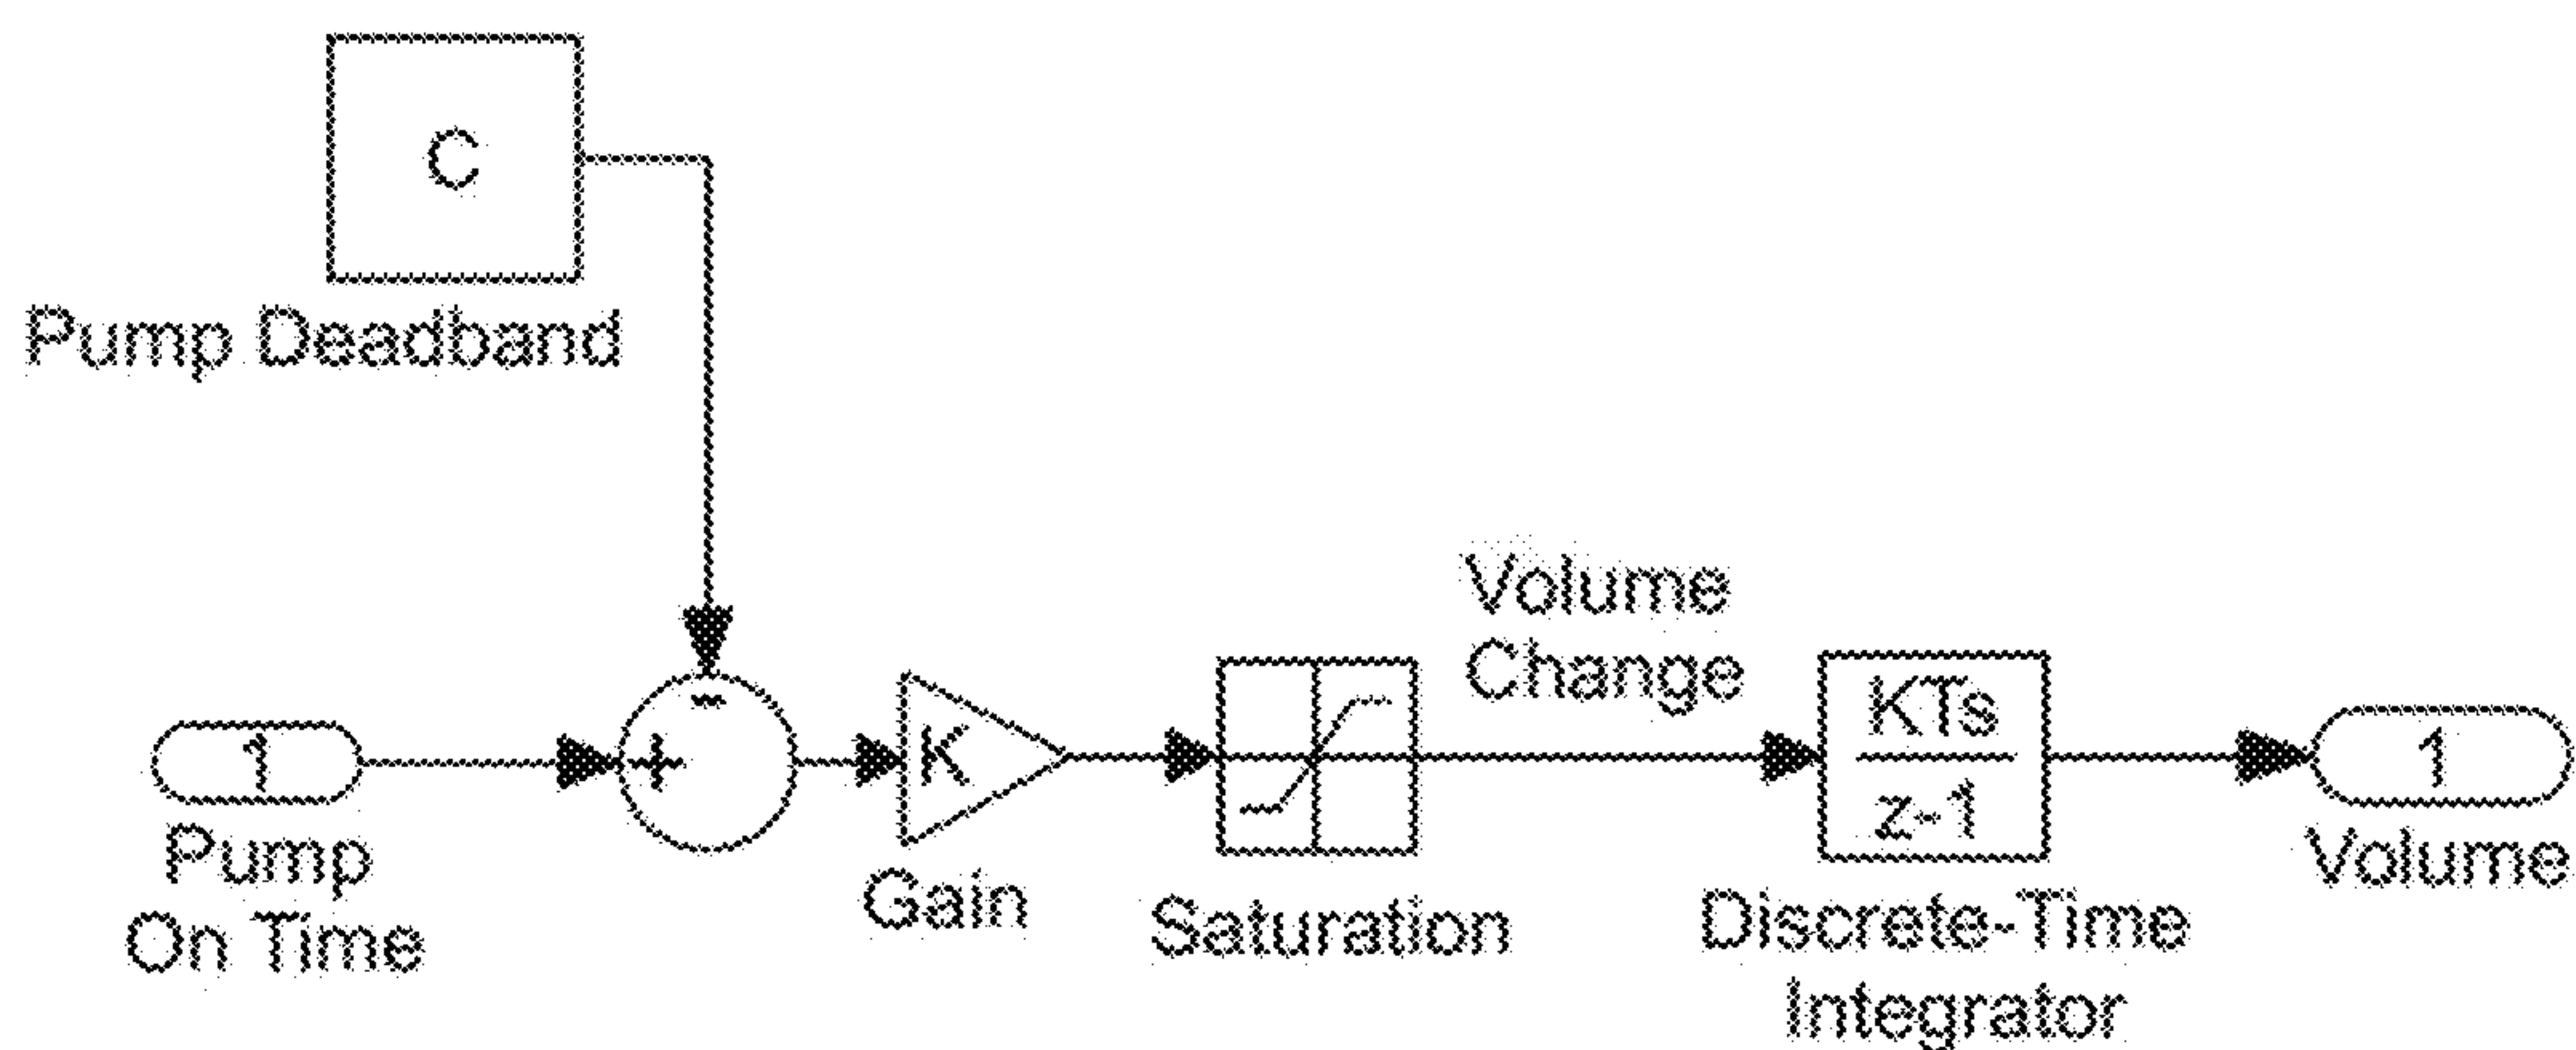 C
Pump Deadband
-
1
+
K
KTs
z-1
1
Pump
On Time
Gain
Saturation
Volume
Change
Discrete-Time
Integrator
Volume